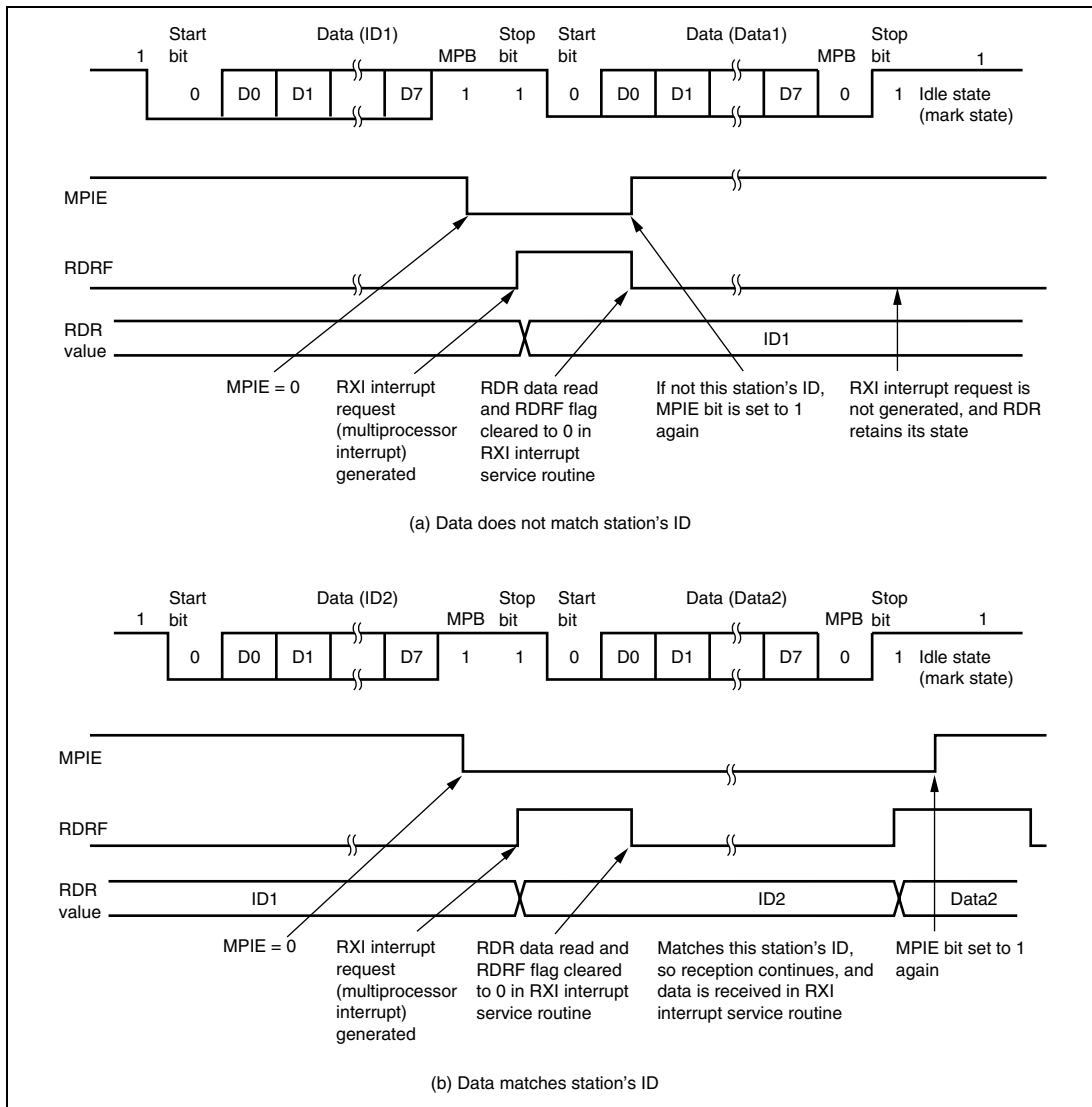 Start bit Data (ID1) MPB Stop bit Start bit Data (Data1) MPB Stop bit
1 0 D0 D1 D7 1 1 0 D0 D1 D7 0 1 1
Idle state (mark state)
MPIE
RDRF
RDR value
ID1
MPIE = 0
RXI interrupt
request
(multiprocessor
interrupt)
generated
RDR data read
and RDRF flag
cleared to 0 in
RXI interrupt
service routine
If not this station's ID,
MPIE bit is set to 1
again
RXI interrupt request is
not generated, and RDR
retains its state
(a) Data does not match station's ID
Start bit Data (ID2) MPB Stop bit Start bit Data (Data2) MPB Stop bit
1 0 D0 D1 D7 1 1 0 D0 D1 D7 0 1 1
Idle state (mark state)
MPIE
RDRF
RDR value
ID1 ID2 Data2
MPIE = 0
RXI interrupt
request
(multiprocessor
interrupt)
generated
RDR data read and
RDRF flag cleared
to 0 in RXI interrupt
service routine
Matches this station's ID,
so reception continues, and
data is received in RXI
interrupt service routine
MPIE bit set to 1
again
(b) Data matches station's ID